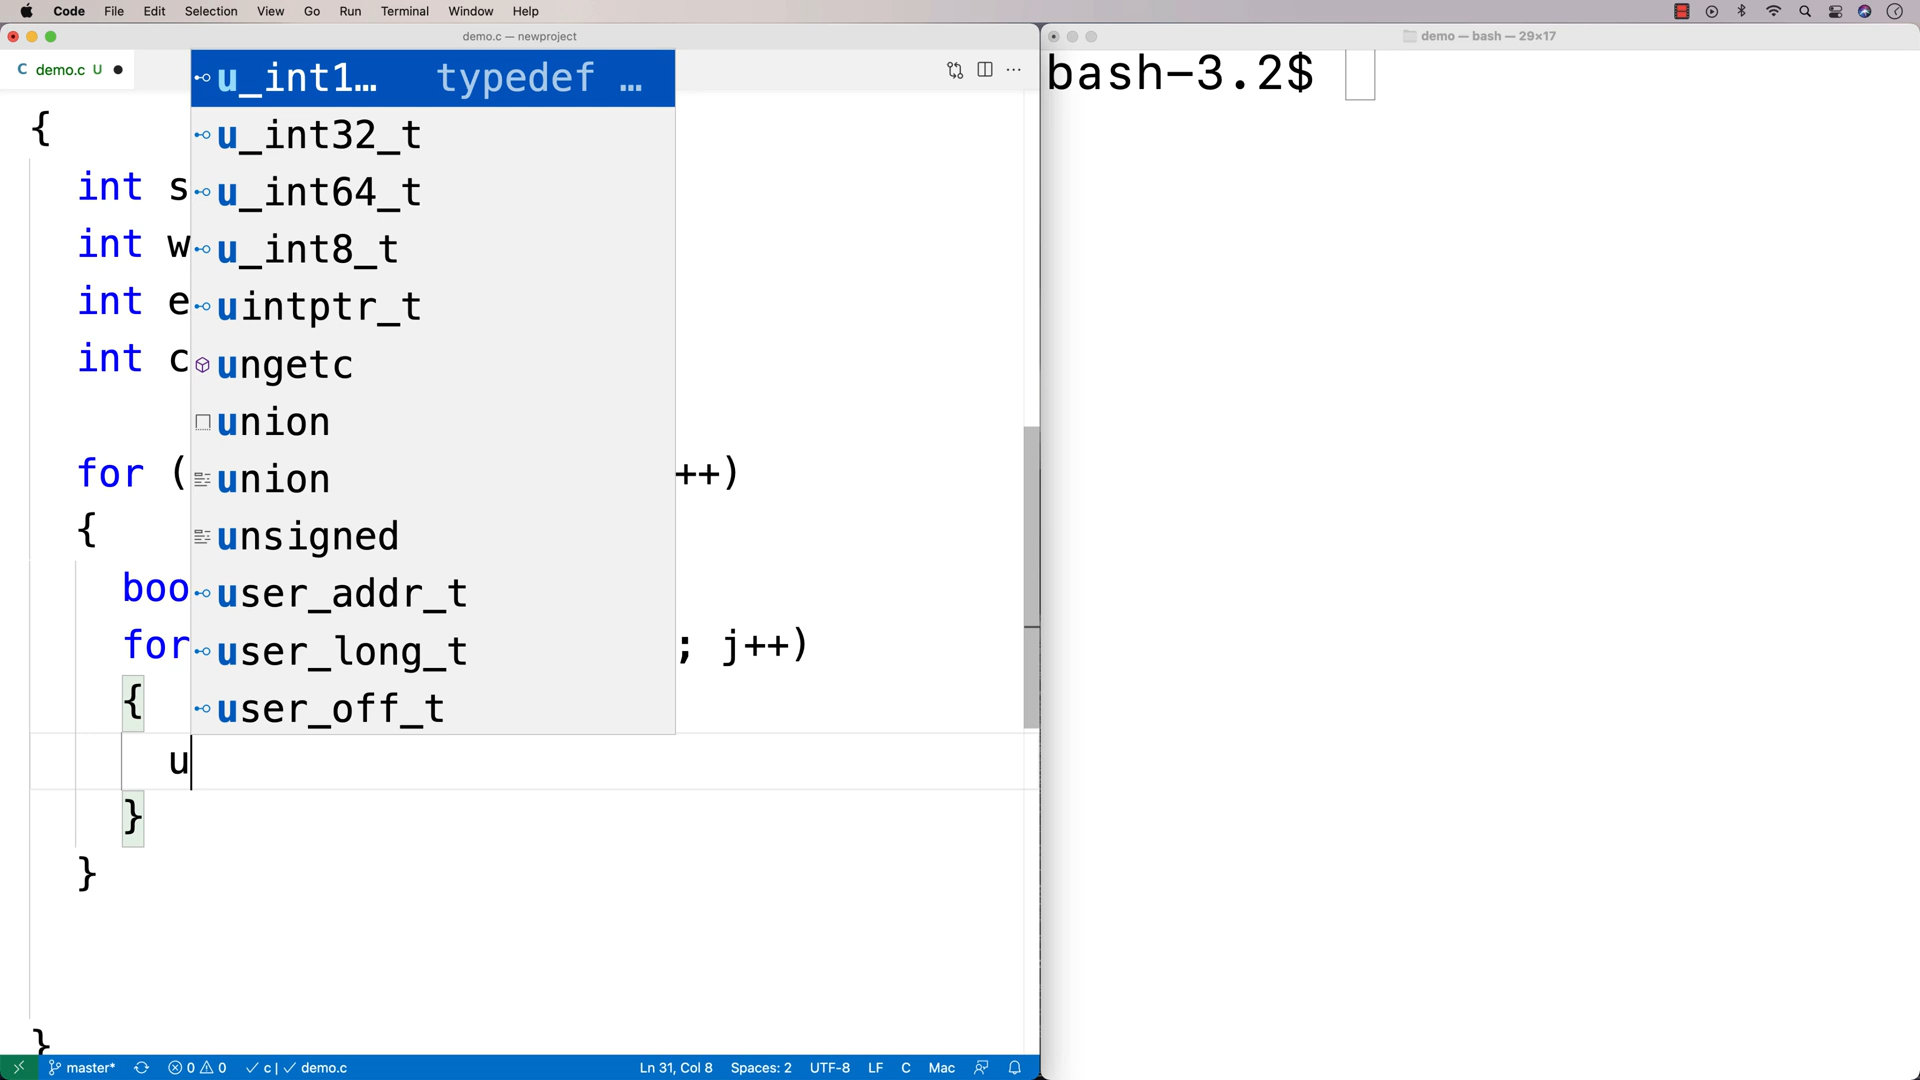 Code File Edit Selection View Go Run Terminal Window Help
demo.c — newproject
C demo.c U
{
int s
int w
int e
int c
for ( ++)
{
boo
for ; j++)
{
u
}
}
}
u_int1… typedef …
u_int32_t
u_int64_t
u_int8_t
uintptr_t
ungetc
union
union
unsigned
user_addr_t
user_long_t
user_off_t
master* 0 0 c | demo.c Ln 31, Col 8 Spaces: 2 UTF-8 LF C Mac
demo — bash — 29×17
bash-3.2$